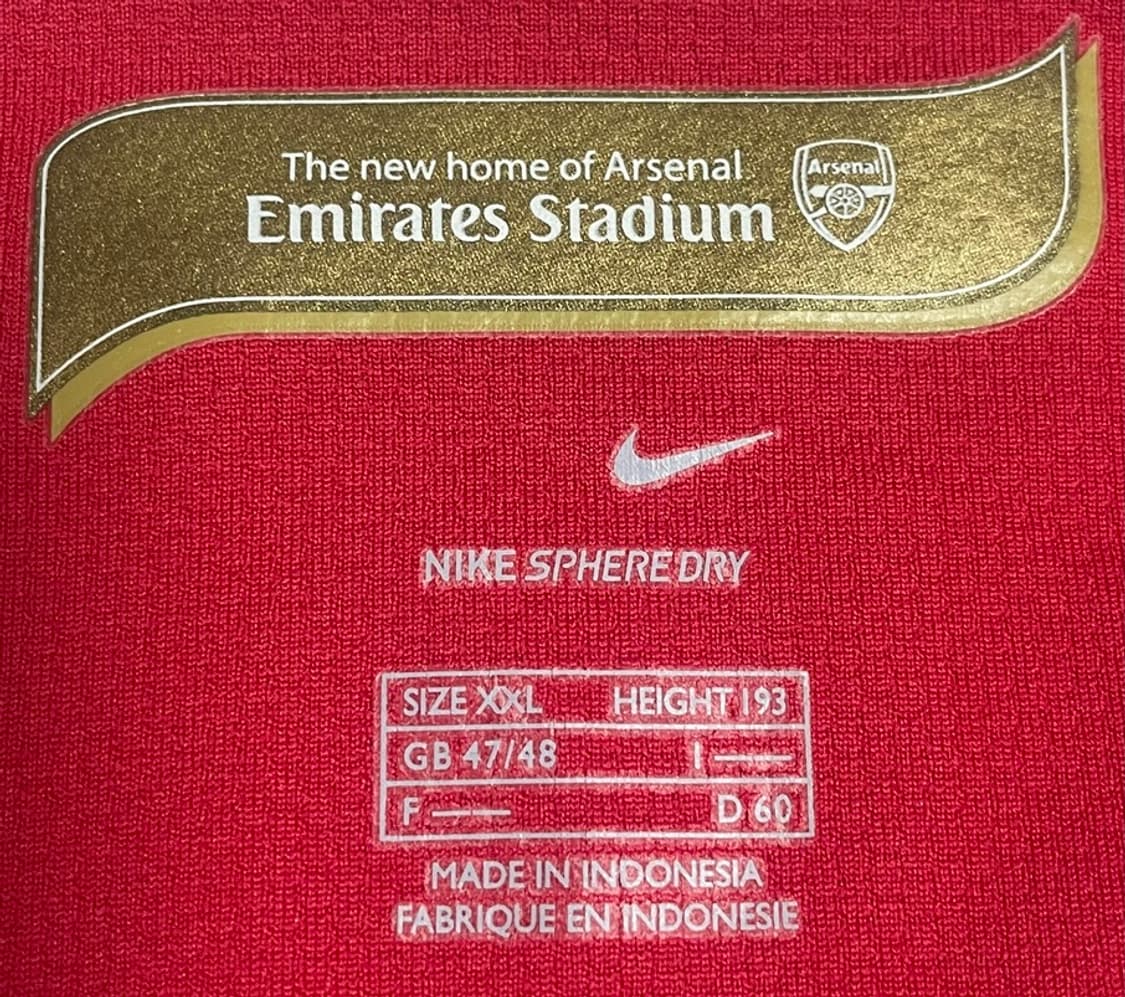 The new home of Arsenal
Emirates Stadium
Arsenal
NIKE SPHERE DRY
SIZE XXL HEIGHT 193
GB 47/48 I —
F — D 60
MADE IN INDONESIA
FABRIQUE EN INDONESIE